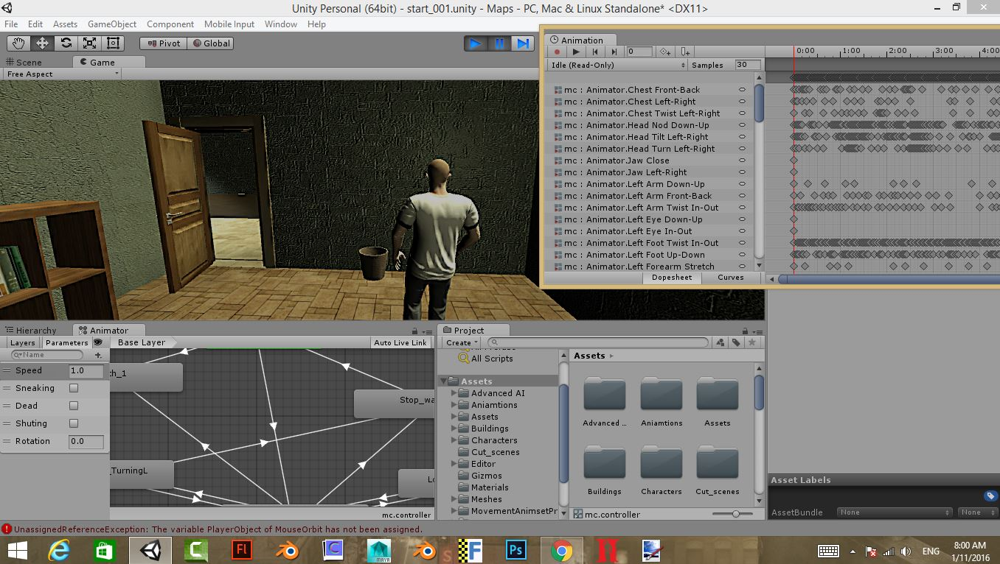 Unity Personal (64bit) - start_001.unity - Maps - PC, Mac & Linux Standalone* <DX11>
File Edit Assets GameObject Component Mobile Input Window Help
Pivot Global
Scene Game
Free Aspect
Animation
0
0:00 1:00 2:00 3:00 4:00
Idle (Read-Only) Samples 30
mc : Animator.Chest Front-Back
mc : Animator.Chest Left-Right
mc : Animator.Chest Twist Left-Right
mc : Animator.Head Nod Down-Up
mc : Animator.Head Tilt Left-Right
mc : Animator.Head Turn Left-Right
mc : Animator.Jaw Close
mc : Animator.Jaw Left-Right
mc : Animator.Left Arm Down-Up
mc : Animator.Left Arm Front-Back
mc : Animator.Left Arm Twist In-Out
mc : Animator.Left Eye Down-Up
mc : Animator.Left Eye In-Out
mc : Animator.Left Foot Twist In-Out
mc : Animator.Left Foot Up-Down
mc : Animator.Left Forearm Stretch
Dopesheet Curves
Hierarchy Animator
Layers Parameters Base Layer Auto Live Link
Name
Speed 1.0
Sneaking
Dead
Shuting
Rotation 0.0
th_1
Stop_wa
_TurningL
Lo
mc.controller
Project
Create
All Scripts
Assets
Advanced AI
Aniamtions
Assets
Buildings
Characters
Cut_scenes
Editor
Gizmos
Materials
Meshes
MovementAnimsetPr
Assets
Advanced ... Aniamtions Assets
Buildings Characters Cut_scenes
mc.controller
Asset Labels
AssetBundle None None
UnassignedReferenceException: The variable PlayerObject of MouseOrbit has not been assigned.
C Fl C MAYA S F Ps
ENG
8:00 AM
1/11/2016